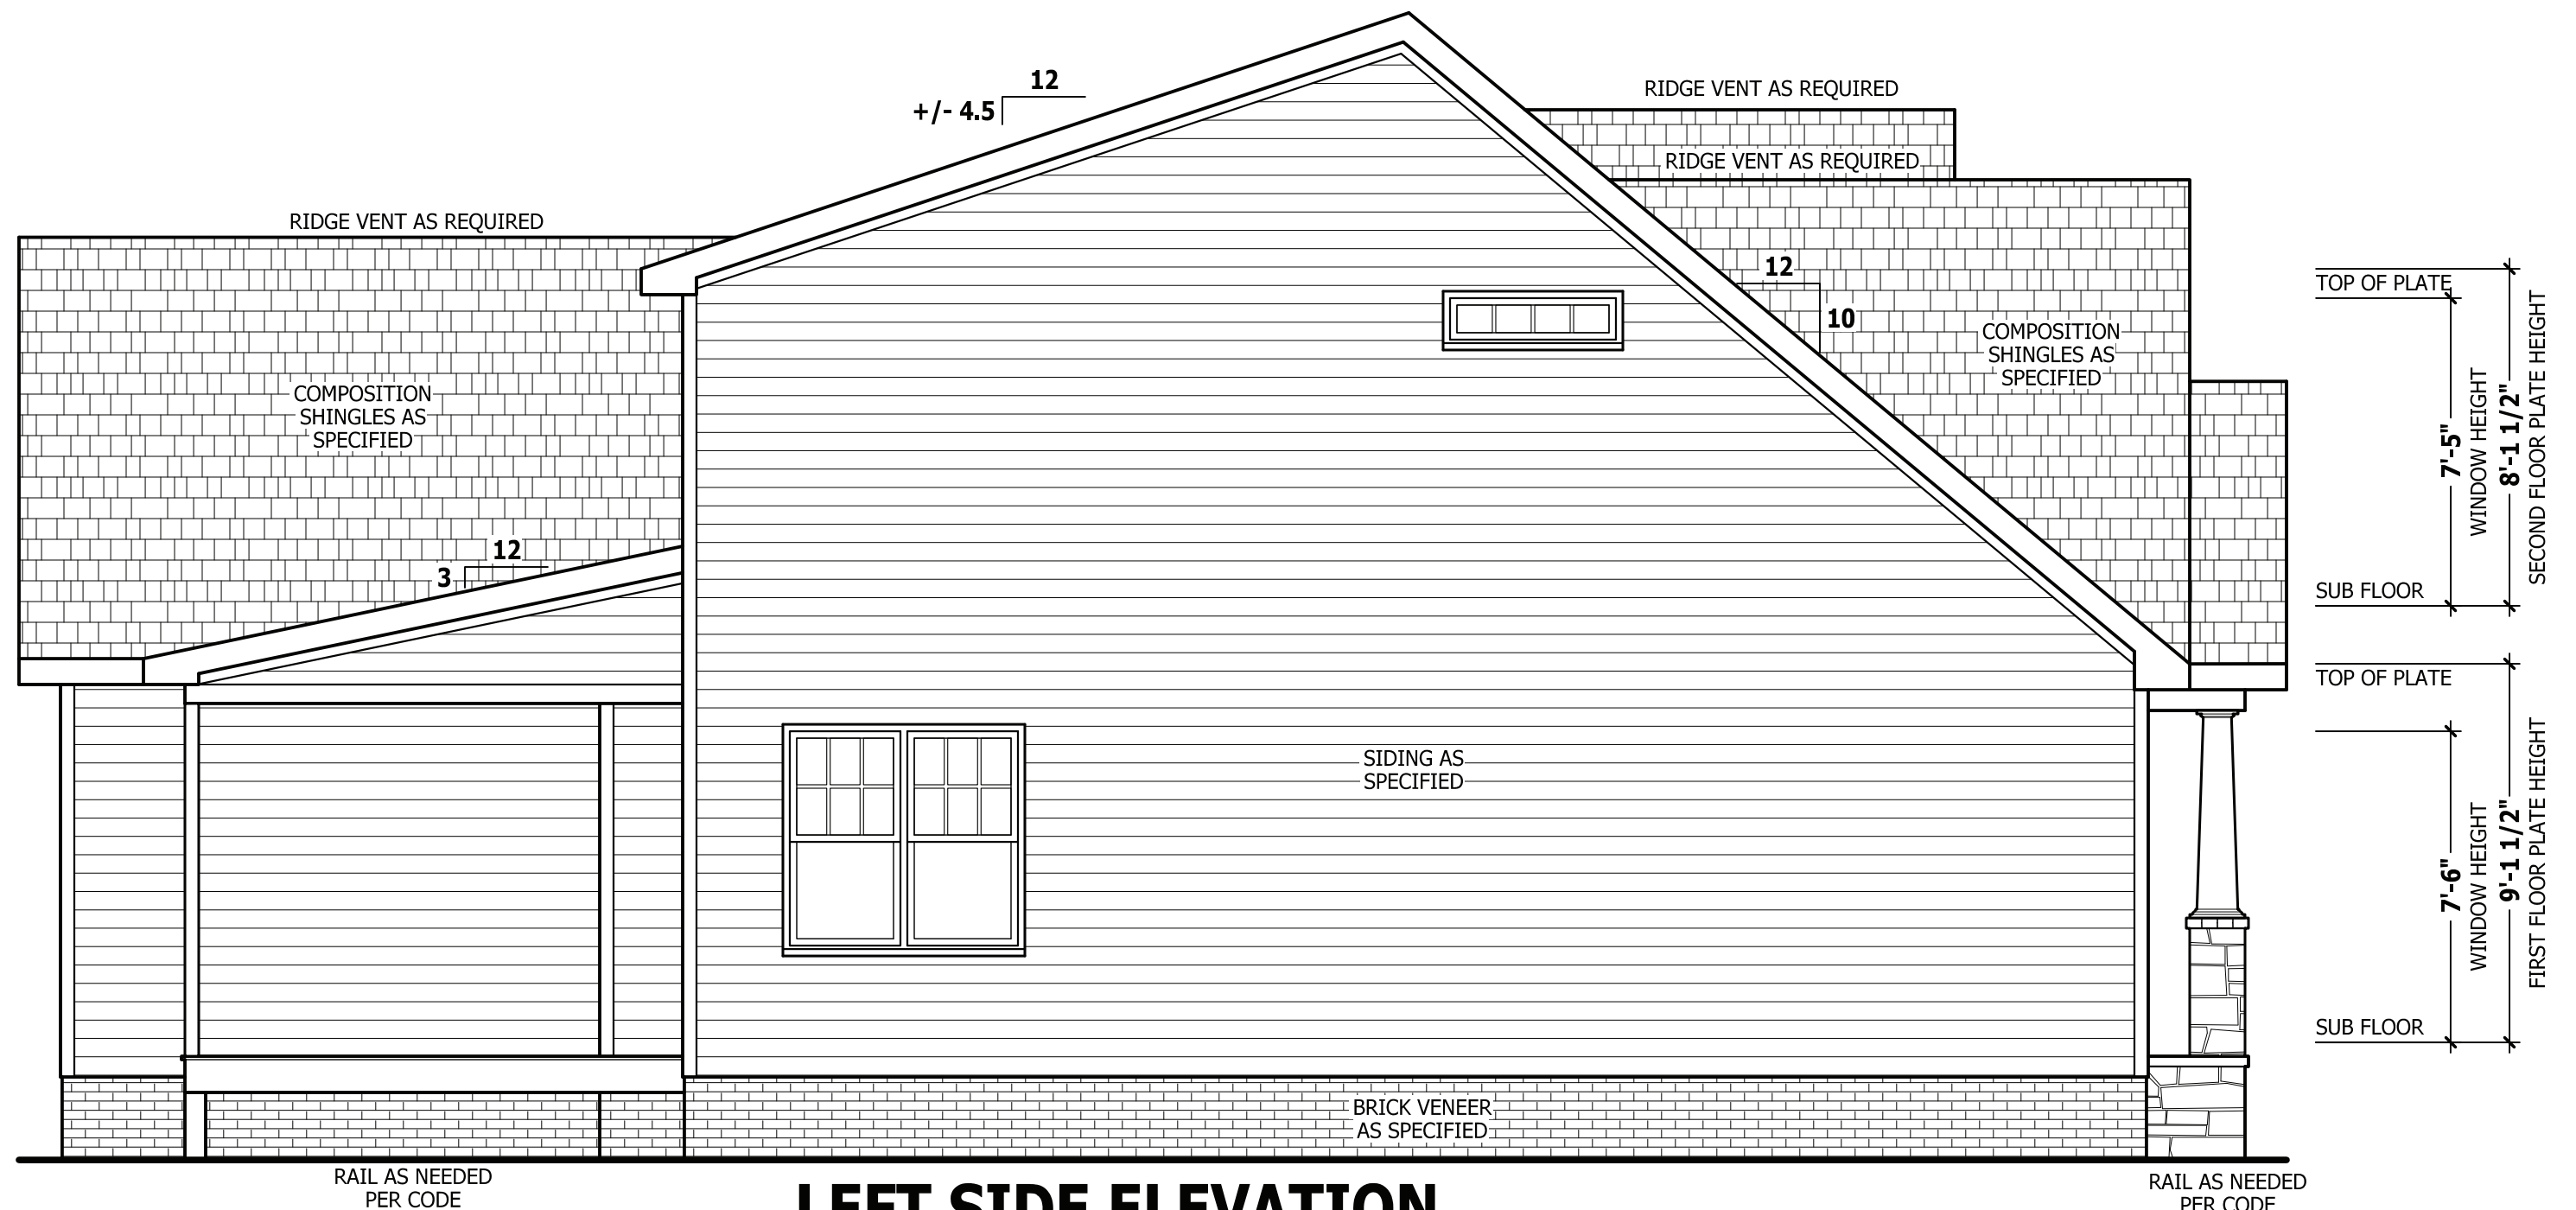 12
+/- 4.5
RIDGE VENT AS REQUIRED
RIDGE VENT AS REQUIRED
RIDGE VENT AS REQUIRED
12
10
COMPOSITION
SHINGLES AS
SPECIFIED
COMPOSITION
SHINGLES AS
SPECIFIED
12
3
TOP OF PLATE
7'-5"
WINDOW HEIGHT
8'-1 1/2"
SECOND FLOOR PLATE HEIGHT
SUB FLOOR
TOP OF PLATE
SIDING AS
SPECIFIED
7'-6"
WINDOW HEIGHT
9'-1 1/2"
FIRST FLOOR PLATE HEIGHT
SUB FLOOR
BRICK VENEER
AS SPECIFIED
RAIL AS NEEDED
PER CODE
LEFT SIDE ELEVATION
RAIL AS NEEDED
PER CODE